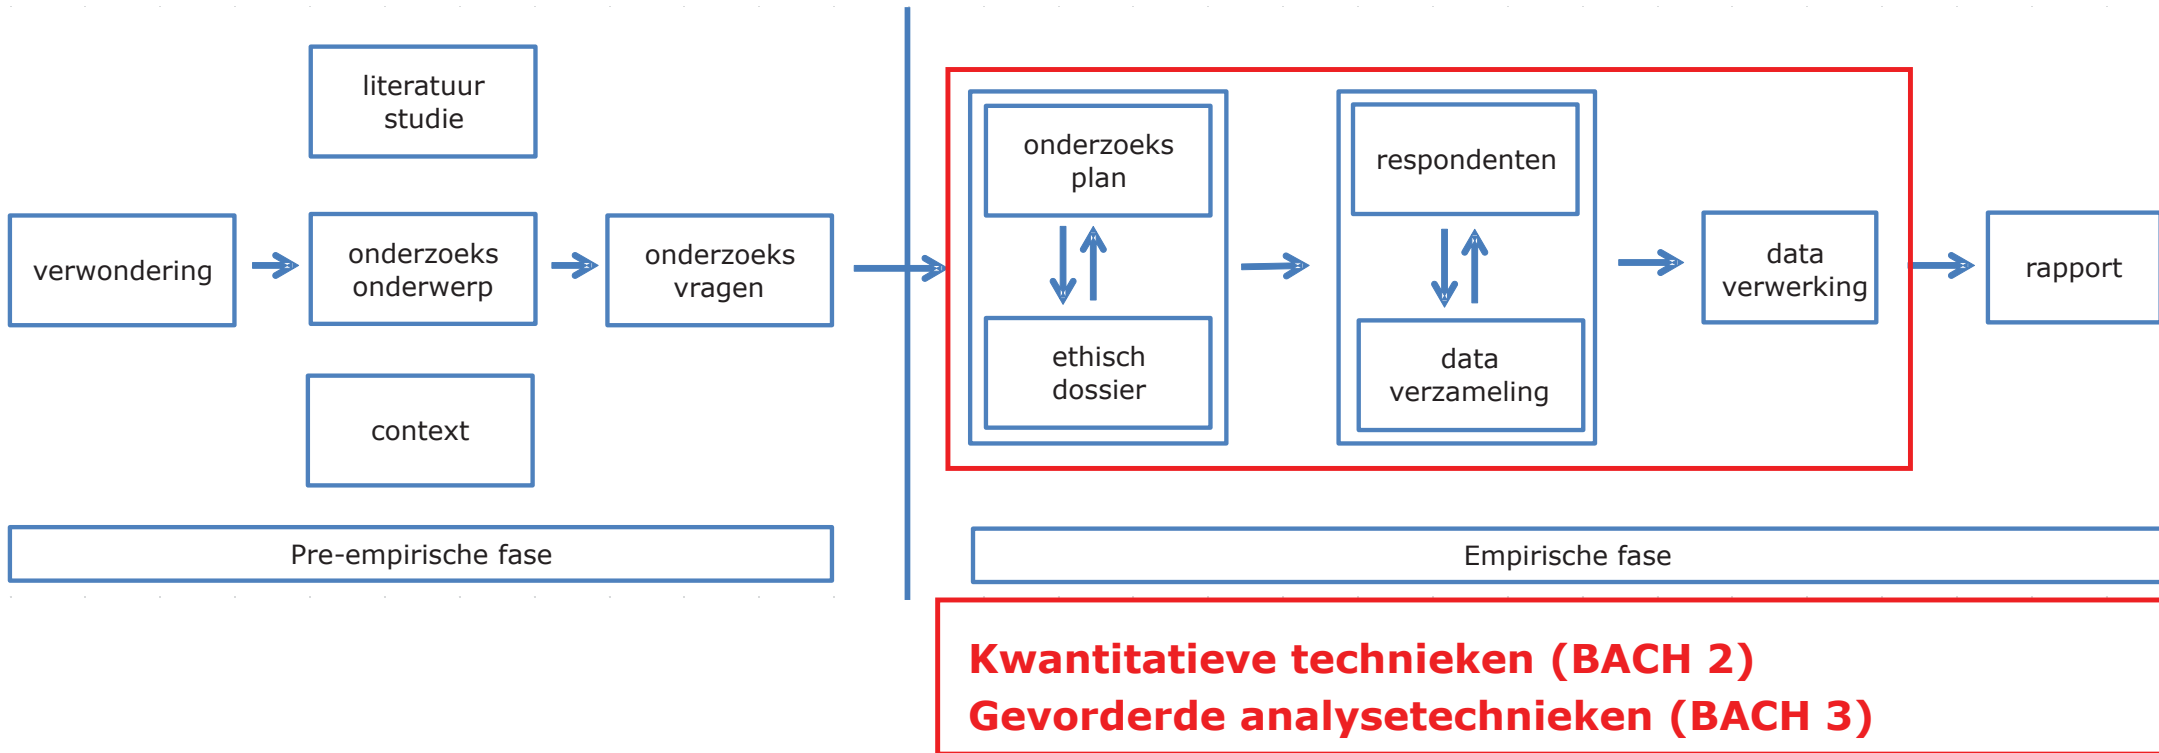 literatuur
studie
verwondering
onderzoeks
onderwerp
onderzoeks
vragen
context
Pre-empirische fase
onderzoeks
plan
ethisch
dossier
respondenten
data
verzameling
data
verwerking
rapport
Empirische fase
Kwantitatieve technieken (BACH 2)
Gevorderde analysetechnieken (BACH 3)